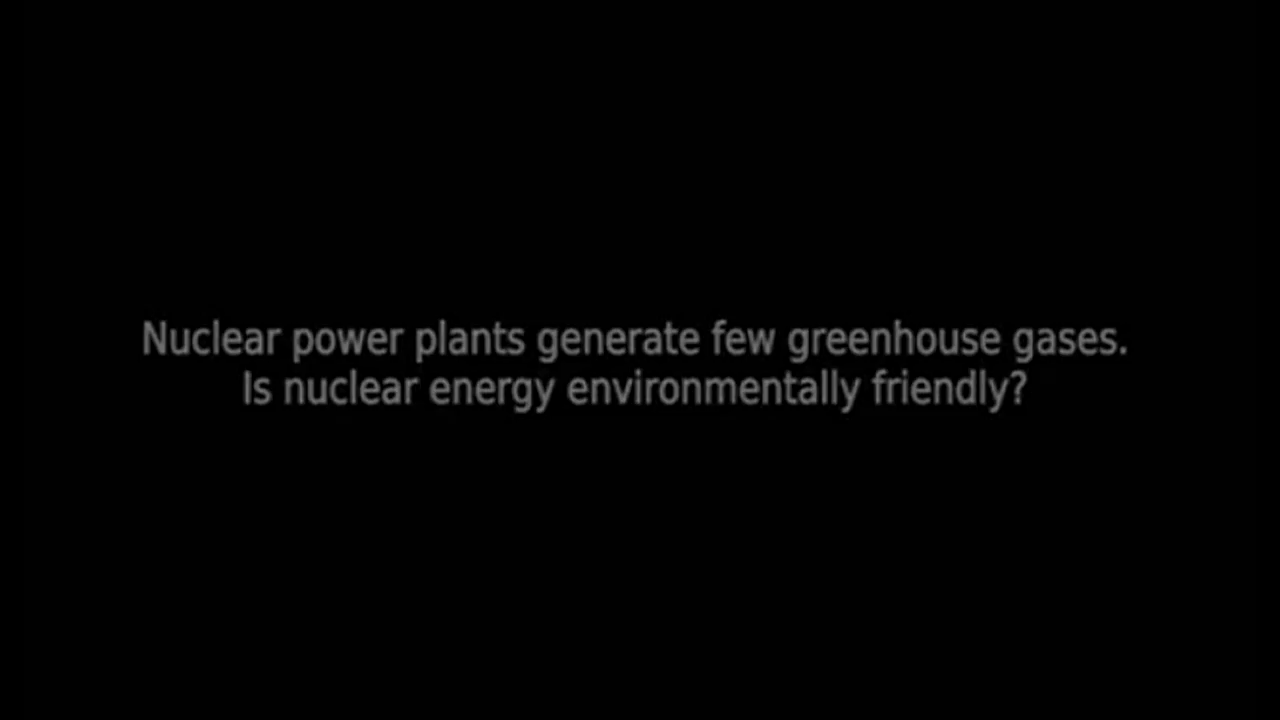 Nuclear power plants generate few greenhouse gases.
Is nuclear energy environmentally friendly?